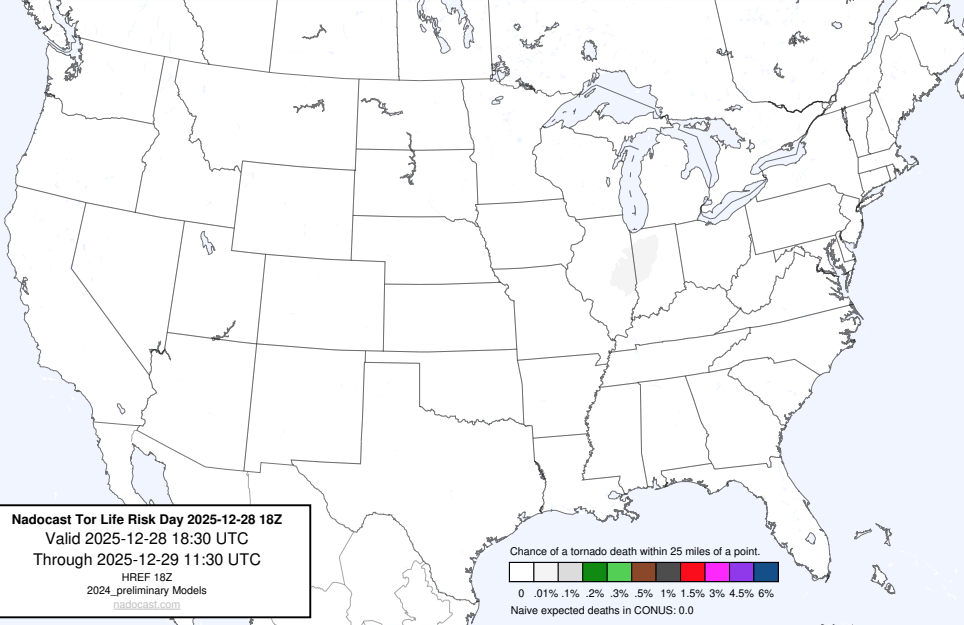 Nadocast Tor Life Risk Day 2025-12-28 18Z
Valid 2025-12-28 18:30 UTC
Through 2025-12-29 11:30 UTC
HREF 18Z
2024_preliminary Models
nadocast.com
Chance of a tornado death within 25 miles of a point.
0 .01% .1% .2% .3% .5% 1% 1.5% 3% 4.5% 6%
Naive expected deaths in CONUS: 0.0